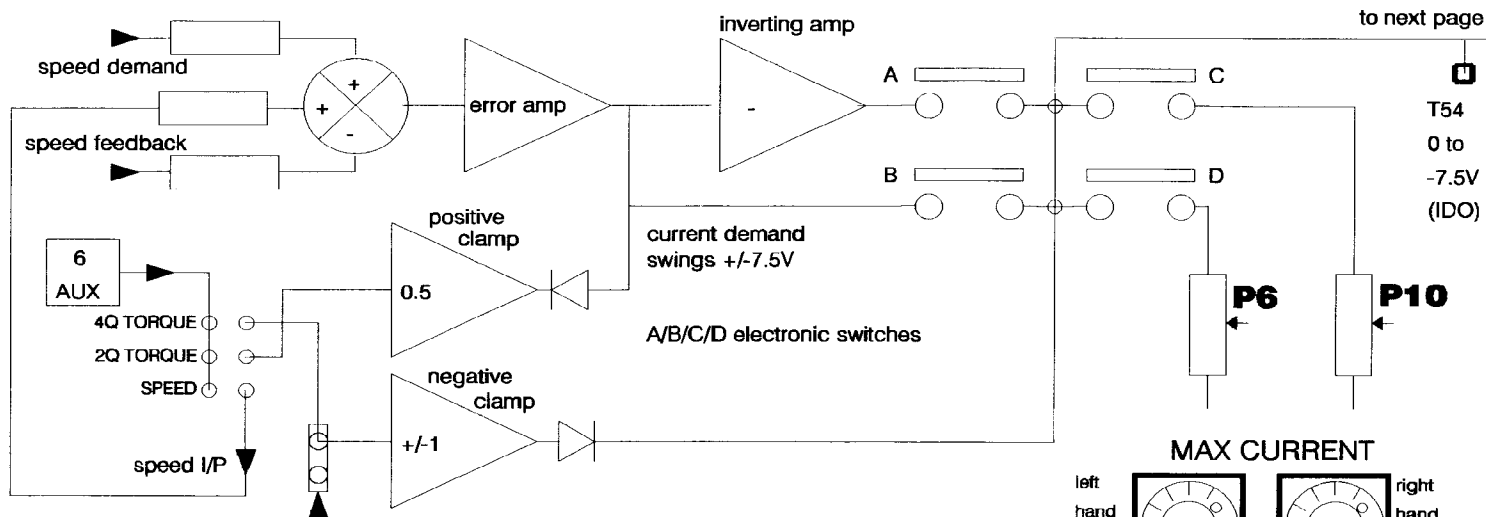 to next page
inverting amp
speed demand
A
C
+
+
-
error amp
-
T54
0 to
-7.5V
(IDO)
speed feedback
B
D
positive
clamp
current demand
swings +/-7.5V
6
AUX
0.5
P6
P10
4Q TORQUE
2Q TORQUE
SPEED
A/B/C/D electronic switches
negative
clamp
+/-1
speed I/P
MAX CURRENT
left
hand
right
hand